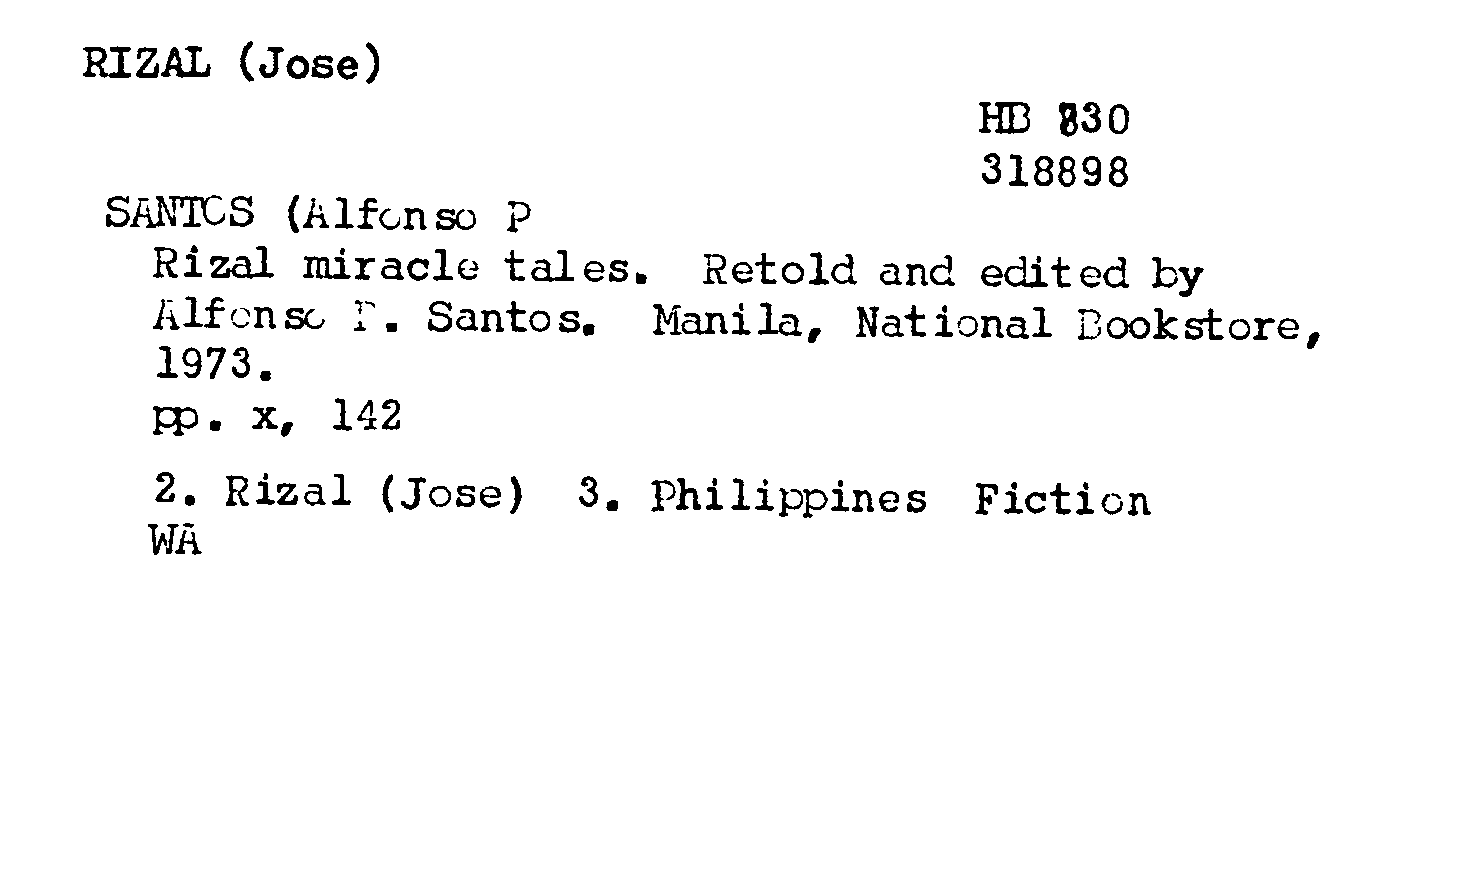 RIZAL (Jose)
HB 830
318898
SANTOS (Alfonso P
Rizal miracle tales. Retold and edited by
Alfonso P. Santos. Manila, National Bookstore,
1973.
pp. x, 142
2. Rizal (Jose) 3. Philippines Fiction
WA